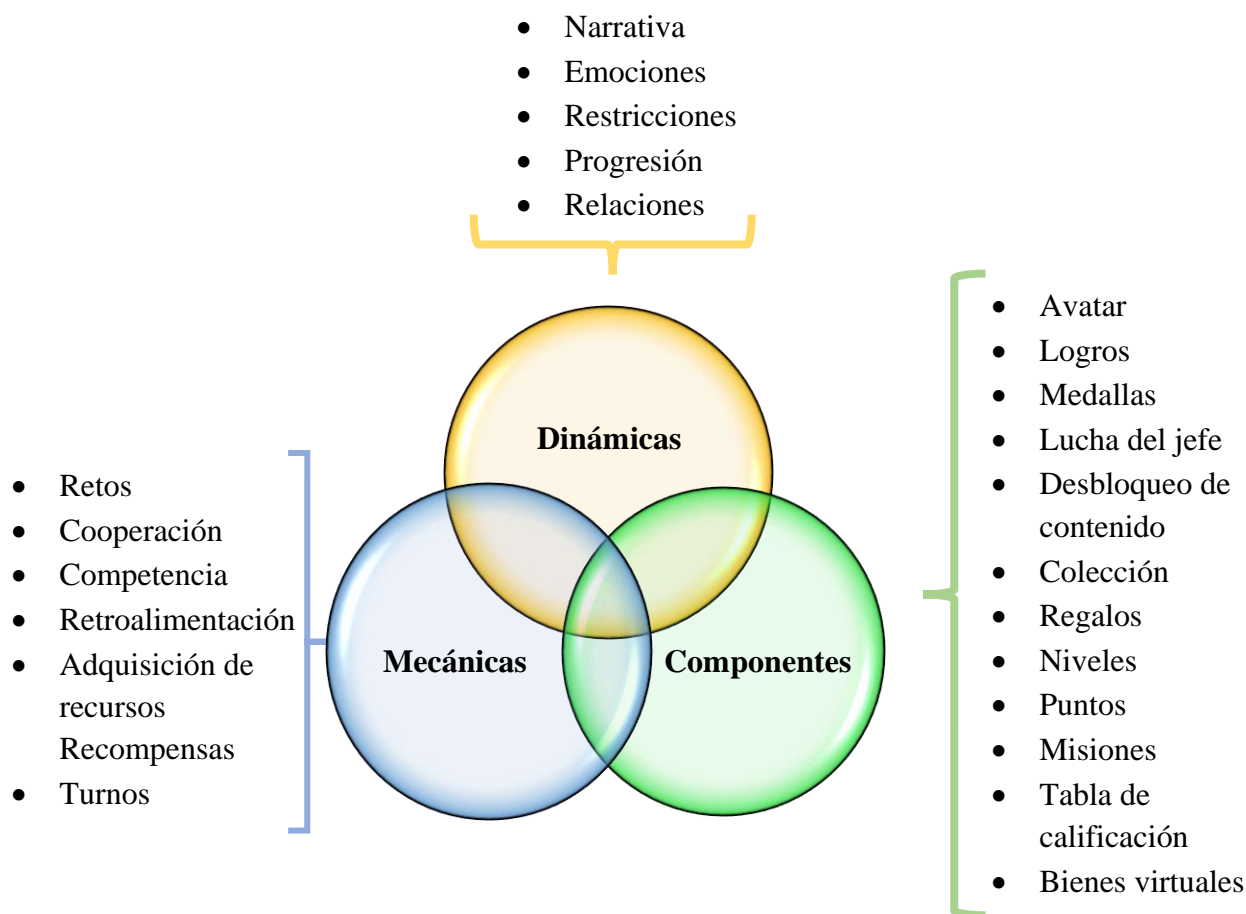 • Narrativa
• Emociones
• Restricciones
• Progresión
• Relaciones
Dinámicas
Mecánicas
Componentes
• Retos
• Cooperación
• Competencia
• Retroalimentación
• Adquisición de
recursos
Recompensas
• Turnos
• Avatar
• Logros
• Medallas
• Lucha del jefe
• Desbloqueo de
contenido
• Colección
• Regalos
• Niveles
• Puntos
• Misiones
• Tabla de
calificación
• Bienes virtuales